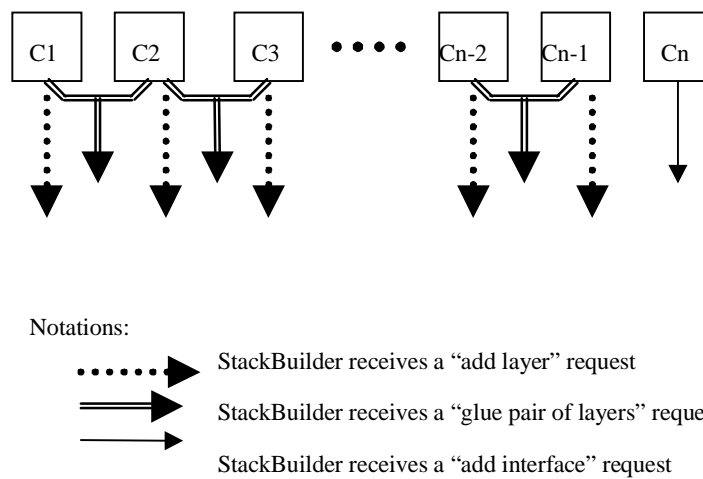 C1 C2 C3 Cn-2 Cn-1 Cn
Notations:
StackBuilder receives a “add layer” request
StackBuilder receives a “glue pair of layers” reque
StackBuilder receives a “add interface” request